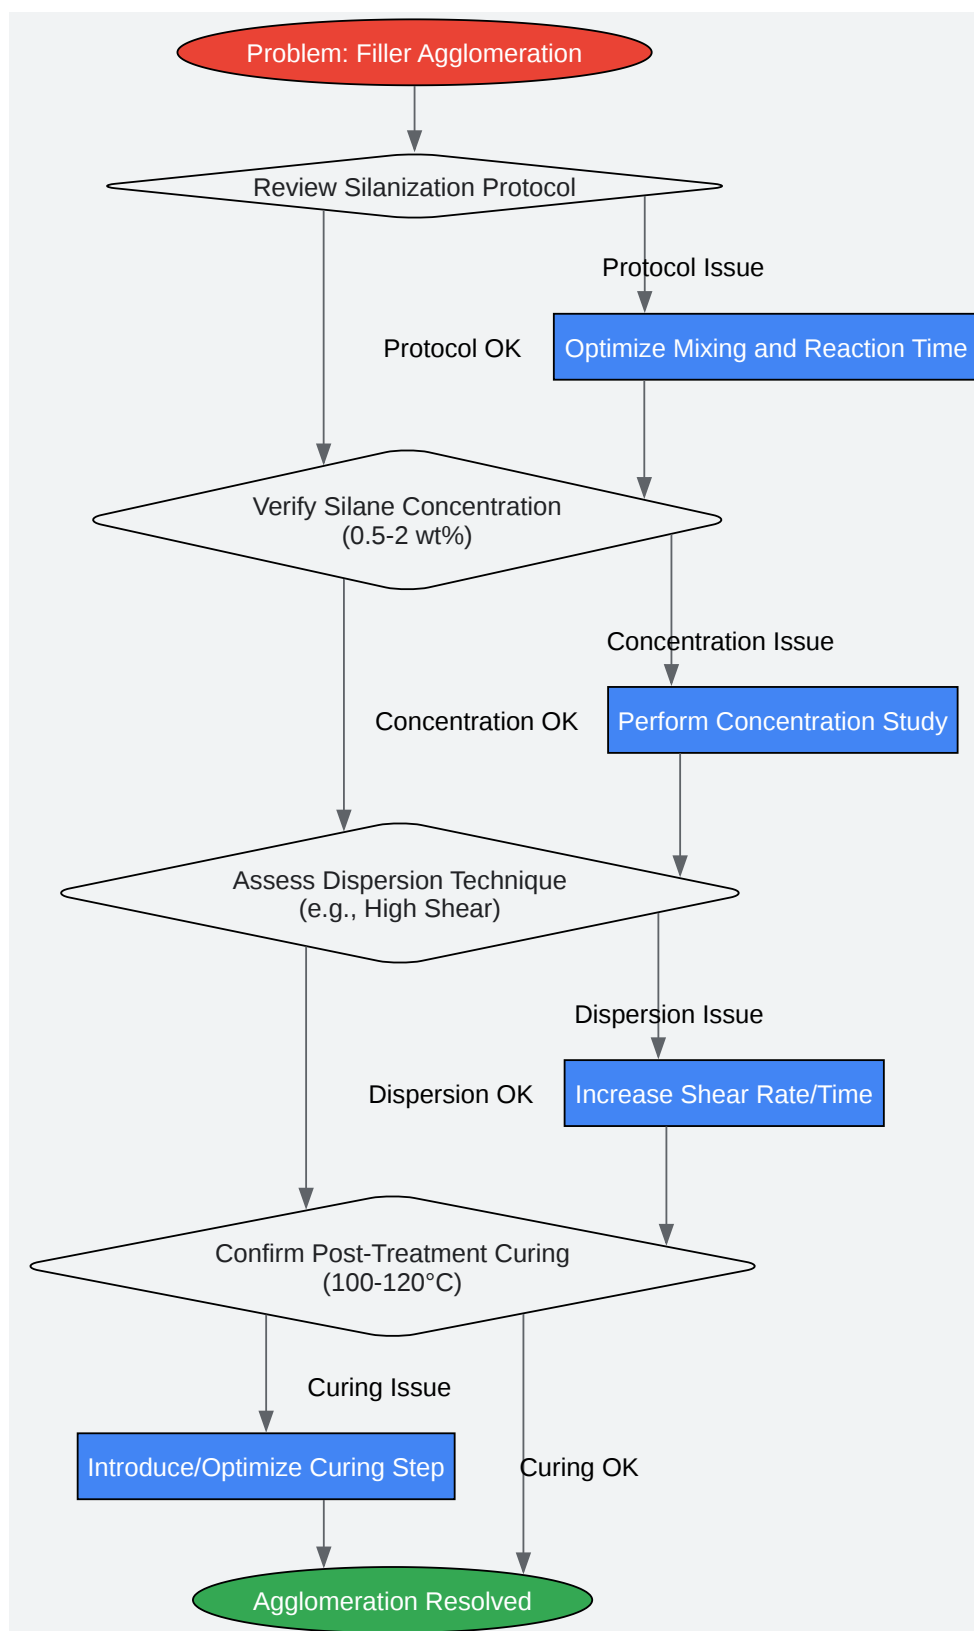 Problem: Filler Agglomeration
Review Silanization Protocol
Protocol Issue
Protocol OK
Optimize Mixing and Reaction Time
Verify Silane Concentration
(0.5-2 wt%)
Concentration Issue
Concentration OK
Perform Concentration Study
Assess Dispersion Technique
(e.g., High Shear)
Dispersion Issue
Dispersion OK
Increase Shear Rate/Time
Confirm Post-Treatment Curing
(100-120°C)
Curing Issue
Introduce/Optimize Curing Step
Curing OK
Agglomeration Resolved